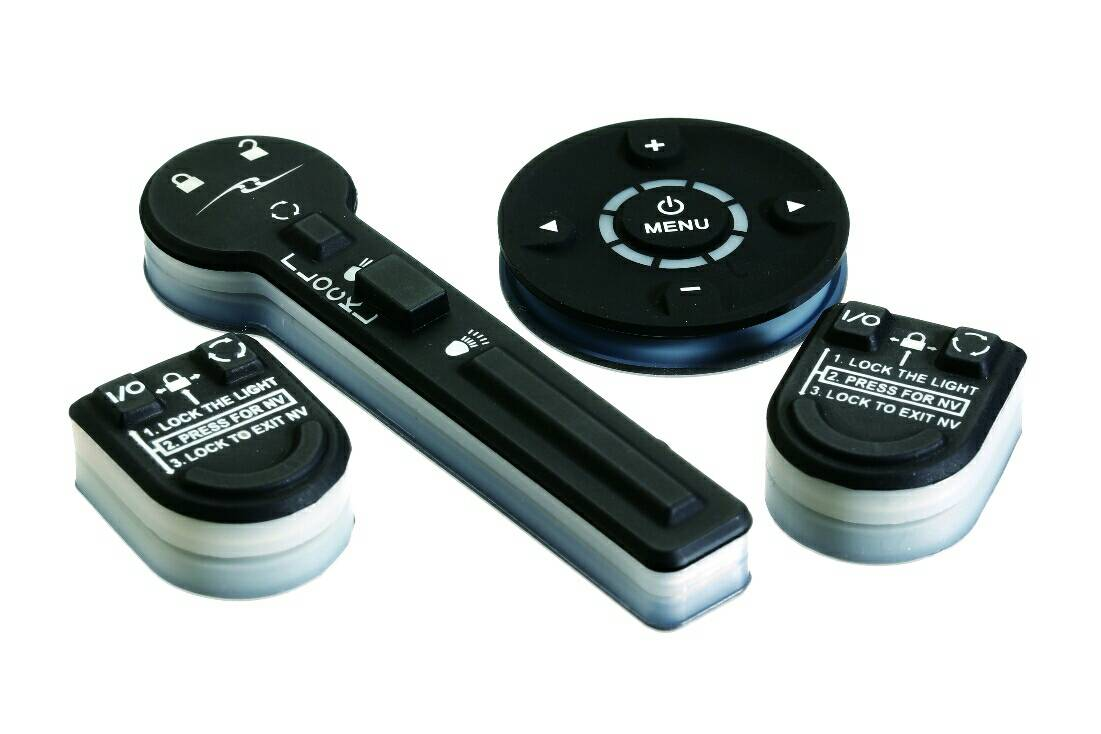 LOCK
+
MENU
−
I/O
1. LOCK THE LIGHT
2. PRESS FOR NV
3. LOCK TO EXIT NV
I/O
1. LOCK THE LIGHT
2. PRESS FOR NV
3. LOCK TO EXIT NV